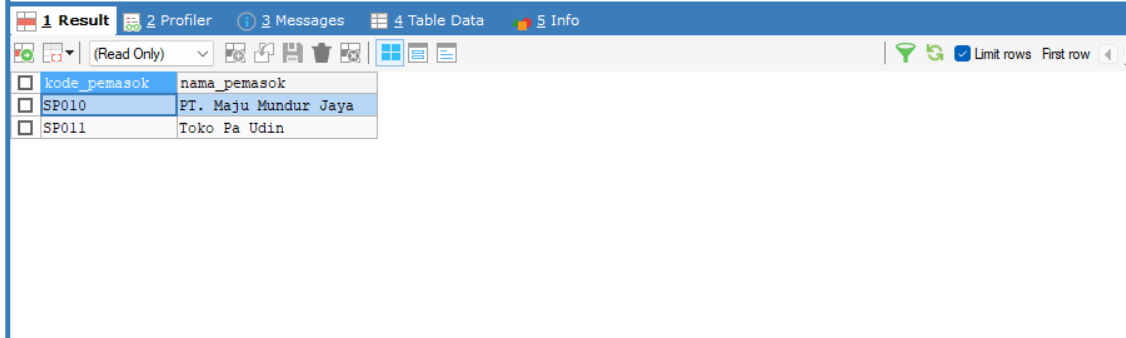 1 Result 2 Profiler 3 Messages 4 Table Data 5 Info
(Read Only) Limit rows First row
kode_pemasok nama_pemasok
SP010 PT. Maju Mundur Jaya
SP011 Toko Pa Udin